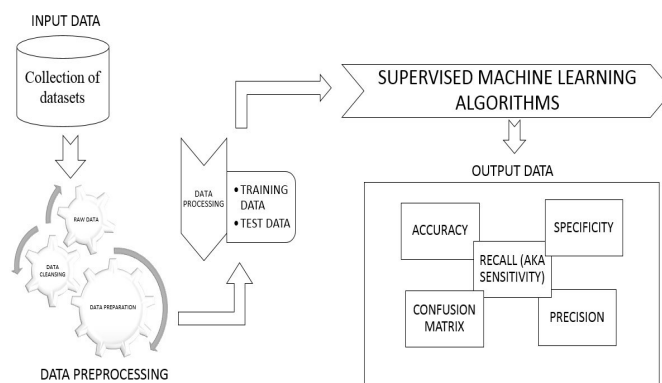 INPUT DATA
Collection of
datasets
RAW DATA
DATA
CLEANSING
DATA PREPARATION
DATA PREPROCESSING
DATA
PROCESSING
• TRAINING
DATA
• TEST DATA
SUPERVISED MACHINE LEARNING
ALGORITHMS
OUTPUT DATA
ACCURACY
SPECIFICITY
RECALL (AKA
SENSITIVITY)
CONFUSION
MATRIX
PRECISION